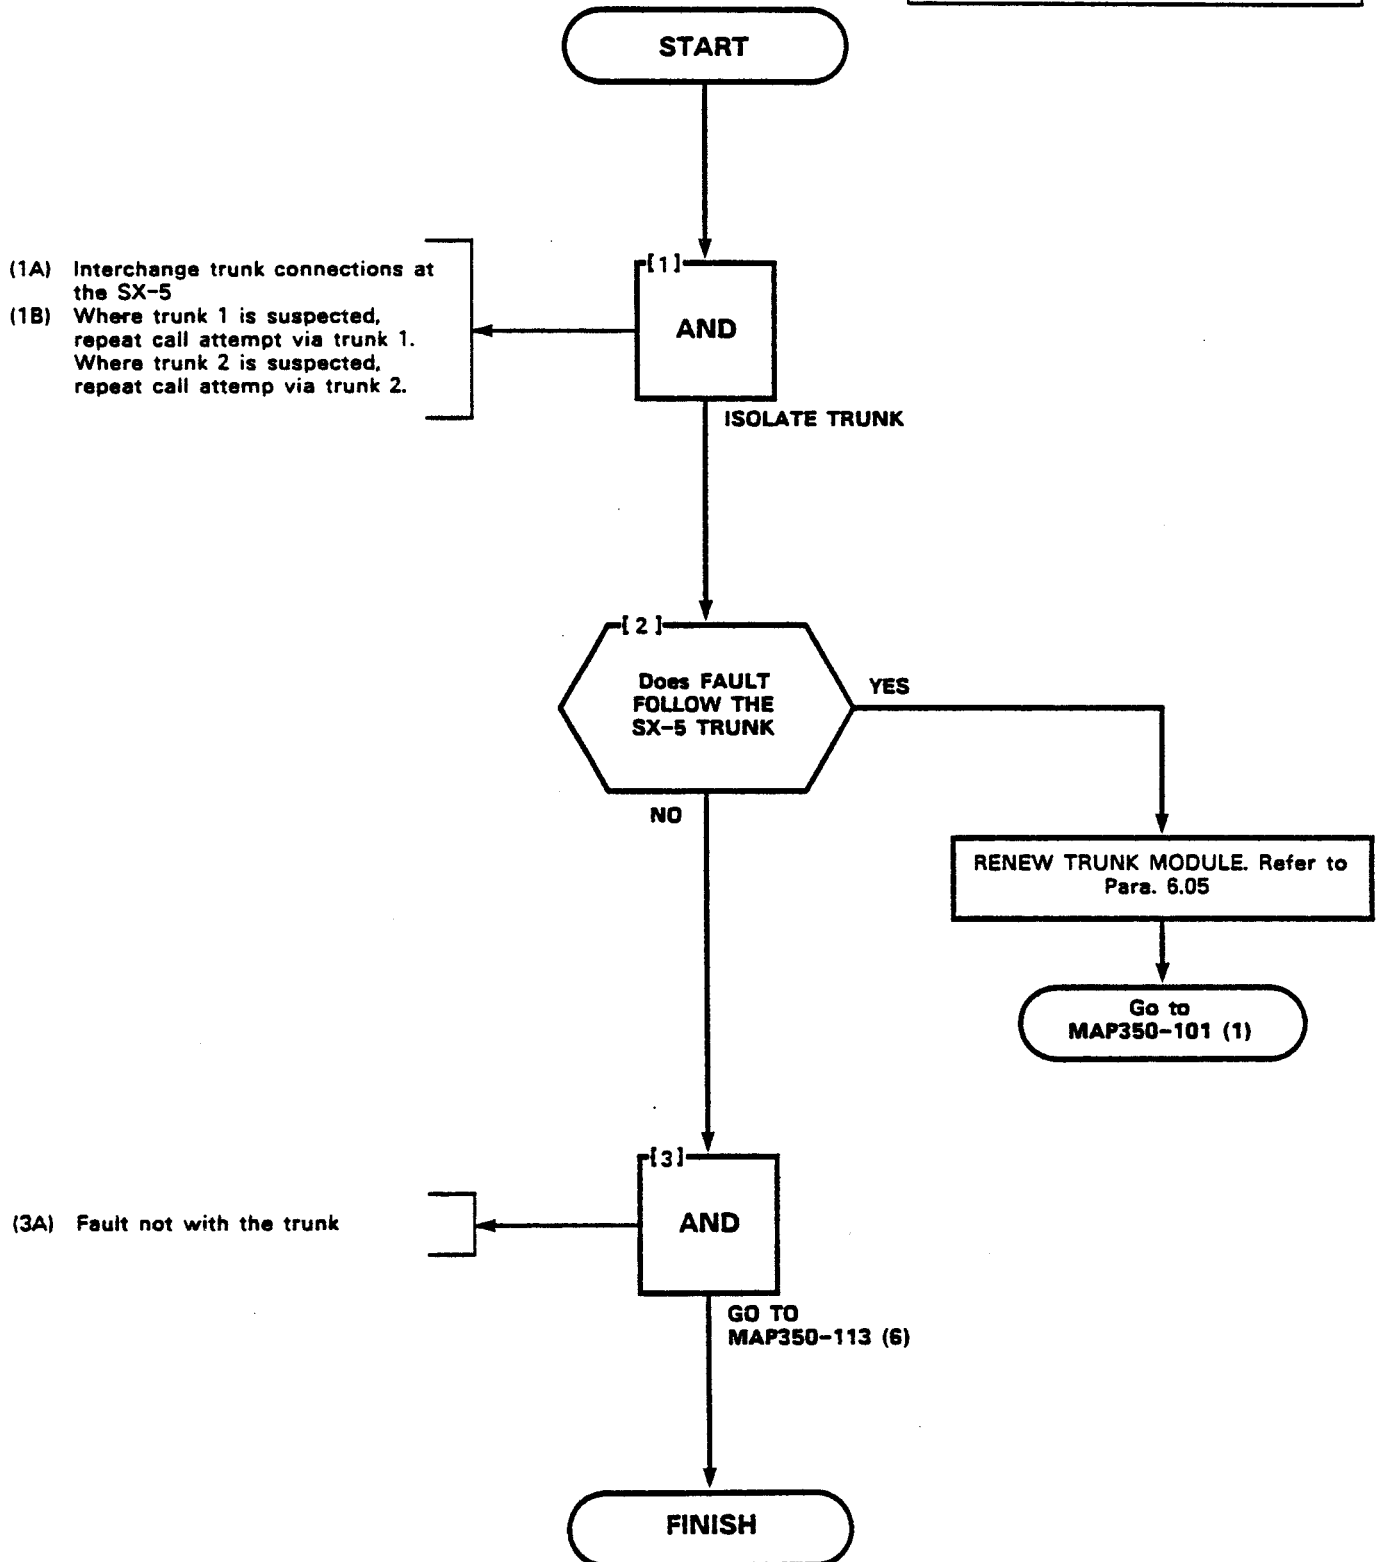 START
[1]
AND
(1A) Interchange trunk connections at
the SX-5
(1B) Where trunk 1 is suspected,
repeat call attempt via trunk 1.
Where trunk 2 is suspected,
repeat call attemp via trunk 2.
ISOLATE TRUNK
[2]
Does FAULT
FOLLOW THE
SX-5 TRUNK
YES
NO
RENEW TRUNK MODULE. Refer to
Para. 6.05
Go to
MAP350-101 (1)
[3]
AND
(3A) Fault not with the trunk
GO TO
MAP350-113 (6)
FINISH